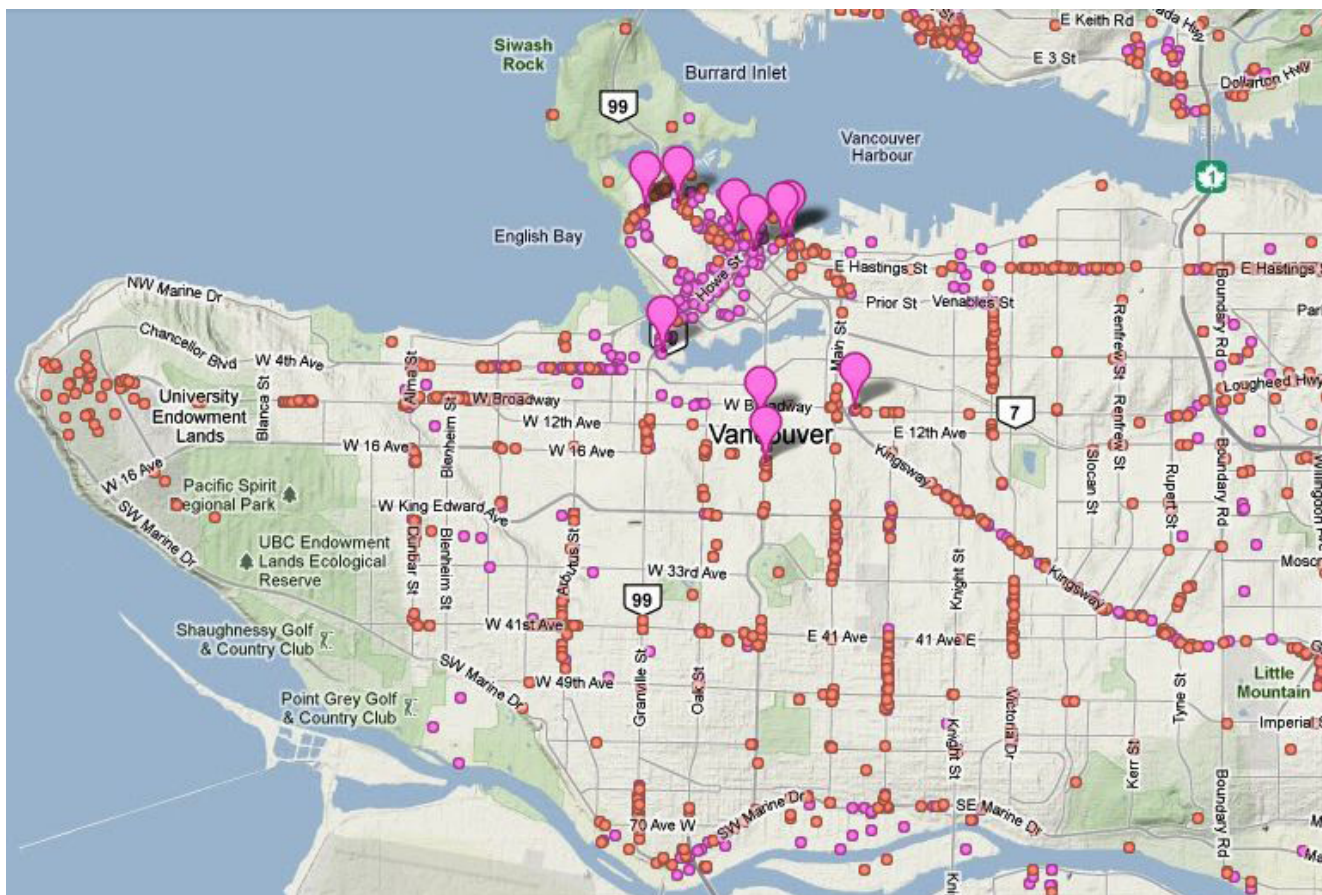 E Keith Rd
Siwash
Rock
E 3 St
Burrard Inlet
Dollarton Hwy
99
Vancouver
Harbour
1
English Bay
E Hastings St
E Hastings St
Howe St
NW Marine Dr
Prior St
Venables St
Chancellor Blvd
W 4th Ave
Main St
Renfrew St
Boundary Rd
Alma St
Blanca St
University
Endowment
Lands
W Broadway
W Broadway
Lougheed Hwy
Blenheim St
W 12th Ave
Vancouver
E 12th Ave
7
Renfrew St
W 16 Ave
W 16 Ave
Kingsway
Slocan St
Rupert St
Boundary Rd
Pacific Spirit
Regional Park
SW Marine Dr
W King Edward Ave
UBC Endowment
Lands Ecological
Reserve
Dunbar St
Blenheim St
Arbutus St
W 33rd Ave
Knight St
Kingsway
99
Shaughnessy Golf
& Country Club
W 41st Ave
E 41 Ave
41 Ave E
SW Marine Dr
W 49th Ave
Granville St
Oak St
Victoria Dr
Tyne St
Little
Mountain
Point Grey Golf
& Country Club
Imperial S
Knight St
Kerr St
Boundary Rd
70 Ave W
SW Marine Dr
SE Marine Dr